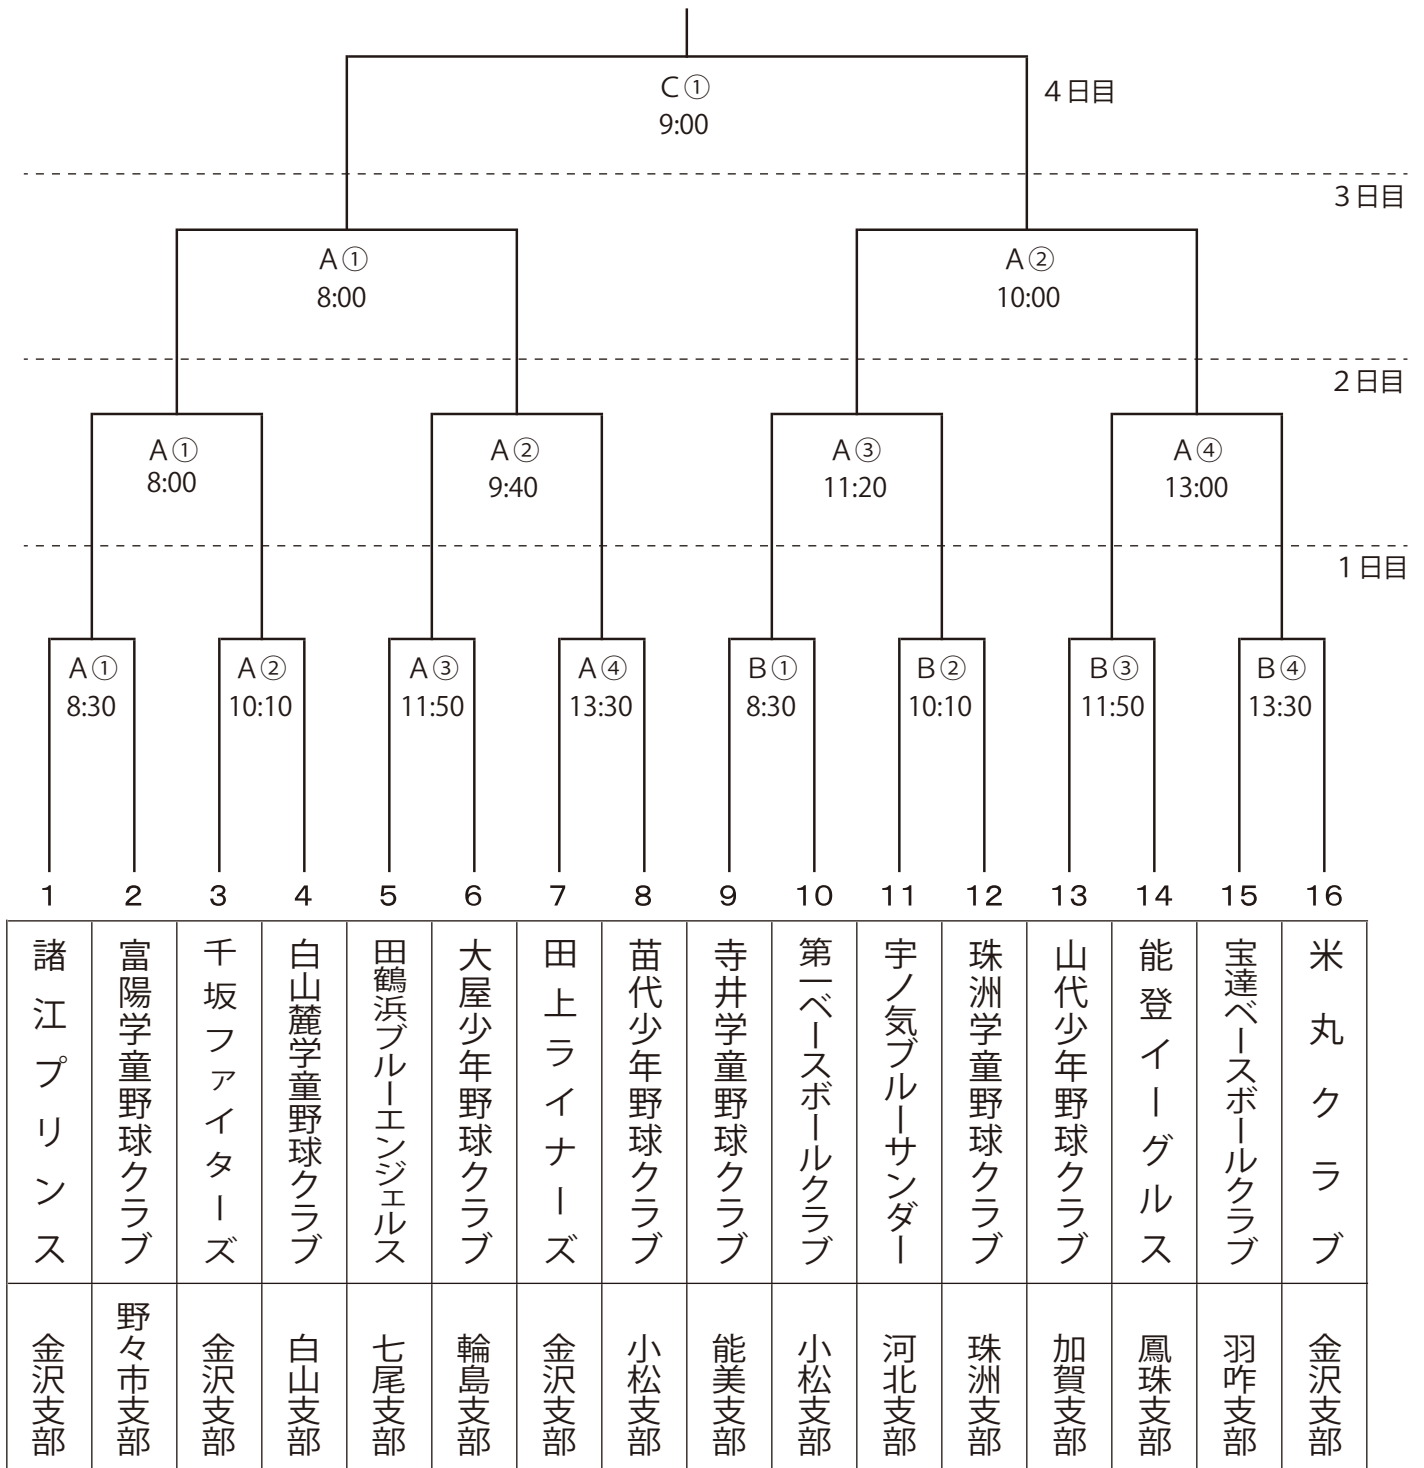 C①
9:00
4日目
3日目
A①
8:00
A②
10:00
2日目
A①
8:00
A②
9:40
A③
11:20
A④
13:00
1日目
A①
8:30
A②
10:10
A③
11:50
A④
13:30
B①
8:30
B②
10:10
B③
11:50
B④
13:30
1
2
3
4
5
6
7
8
9
10
11
12
13
14
15
16
諸江プリンス
富陽学童野球クラブ
千坂ファイターズ
白山麓学童野球クラブ
田鶴浜ブルーエンジェルス
大屋少年野球クラブ
田上ライナーズ
苗代少年野球クラブ
寺井学童野球クラブ
第一ベースボールクラブ
宇ノ気ブルーサンダー
珠洲学童野球クラブ
山代少年野球クラブ
能登イーグルス
宝達ベースボールクラブ
米丸クラブ
金沢支部
野々市支部
金沢支部
白山支部
七尾支部
輪島支部
金沢支部
小松支部
能美支部
小松支部
河北支部
珠洲支部
加賀支部
鳳珠支部
羽咋支部
金沢支部